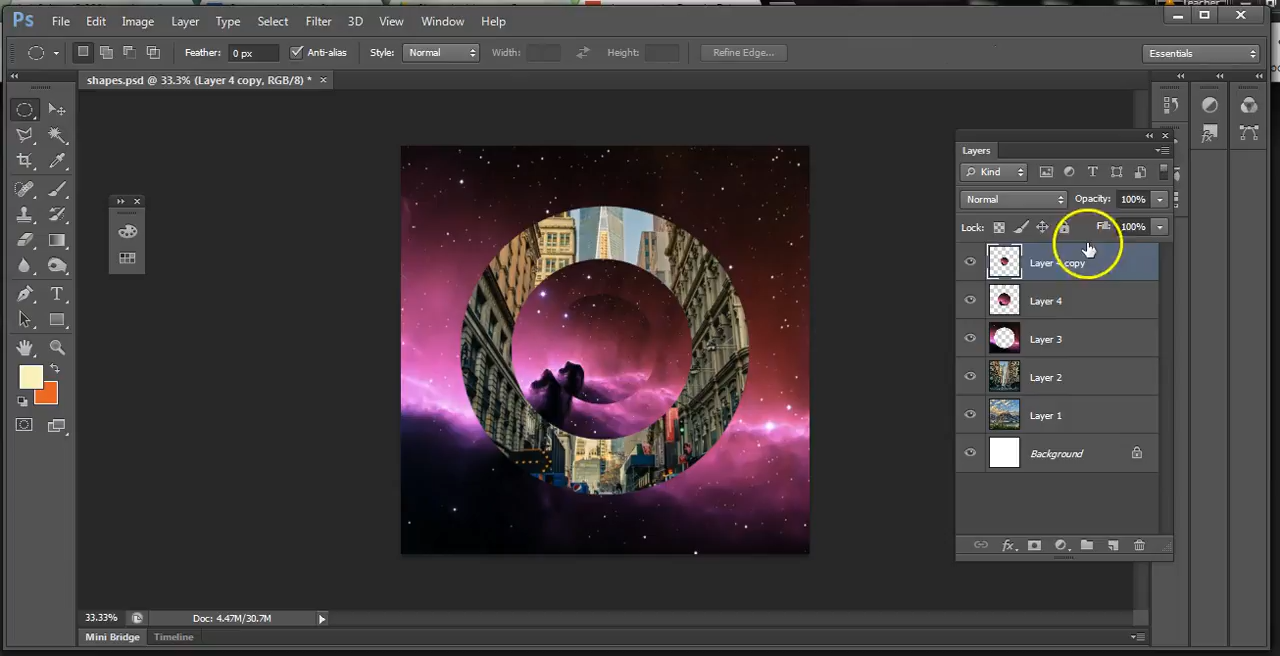 Teacher
Ps File Edit Image Layer Type Select Filter 3D View Window Help
Feather: 0 px Anti-alias Style: Normal Width: Height: Refine Edge... Essentials
shapes.psd @ 33.3% (Layer 4 copy, RGB/8) * ×
Layers
Kind
Normal Opacity: 100%
Lock: Fill: 100%
Layer 4 copy
Layer 4
Layer 3
Layer 2
Layer 1
Background
33.33% Doc: 4.47M/30.7M
Mini Bridge Timeline